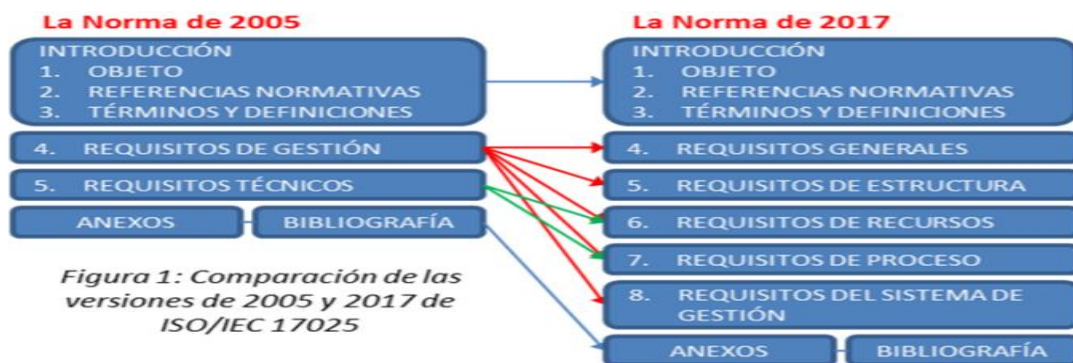 La Norma de 2005
INTRODUCCIÓN
1. OBJETO
2. REFERENCIAS NORMATIVAS
3. TÉRMINOS Y DEFINICIONES
4. REQUISITOS DE GESTIÓN
5. REQUISITOS TÉCNICOS
ANEXOS
BIBLIOGRAFÍA
Figura 1: Comparación de las
versiones de 2005 y 2017 de
ISO/IEC 17025
La Norma de 2017
INTRODUCCIÓN
1. OBJETO
2. REFERENCIAS NORMATIVAS
3. TÉRMINOS Y DEFINICIONES
4. REQUISITOS GENERALES
5. REQUISITOS DE ESTRUCTURA
6. REQUISITOS DE RECURSOS
7. REQUISITOS DE PROCESO
8. REQUISITOS DEL SISTEMA DE
GESTIÓN
ANEXOS
BIBLIOGRAFÍA